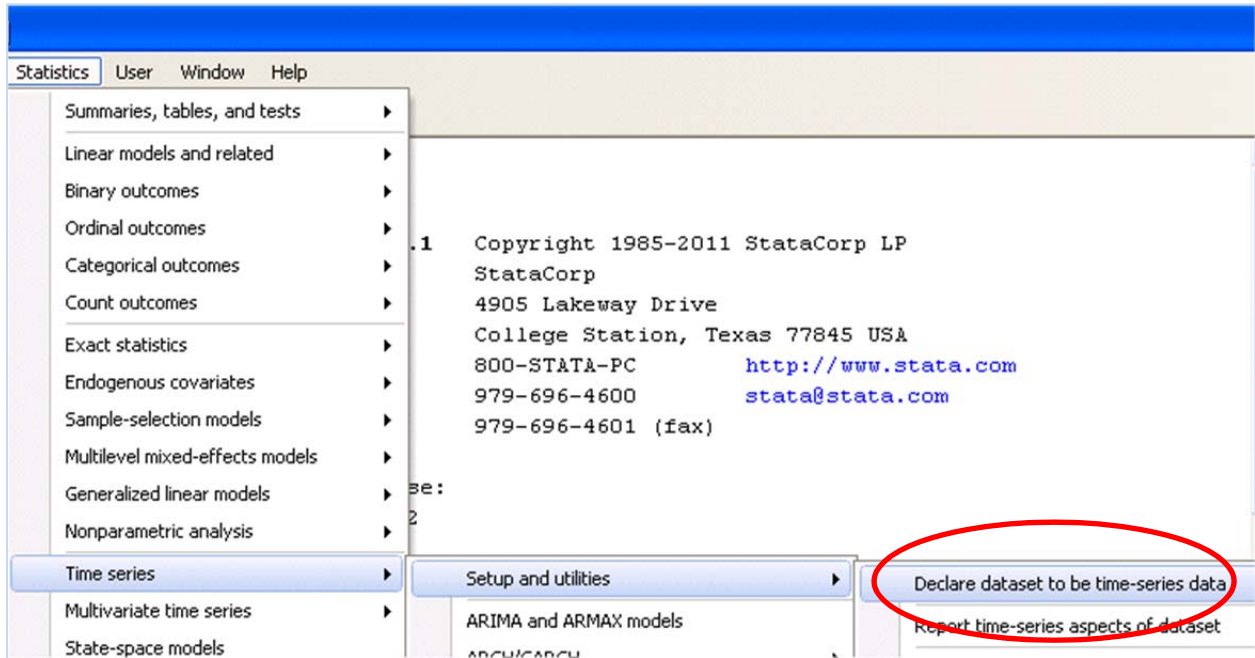 Statistics User Window Help
Summaries, tables, and tests
Linear models and related
Binary outcomes
Ordinal outcomes
Categorical outcomes
Count outcomes
Exact statistics
Endogenous covariates
Sample-selection models
Multilevel mixed-effects models
Generalized linear models
Nonparametric analysis
Time series
Multivariate time series
State-space models
.1 Copyright 1985-2011 StataCorp LP
StataCorp
4905 Lakeway Drive
College Station, Texas 77845 USA
800-STATA-PC http://www.stata.com
979-696-4600 stata@stata.com
979-696-4601 (fax)
se:
2
Setup and utilities
ARIMA and ARMAX models
ARCH/GARCH
Declare dataset to be time-series data
Report time-series aspects of dataset